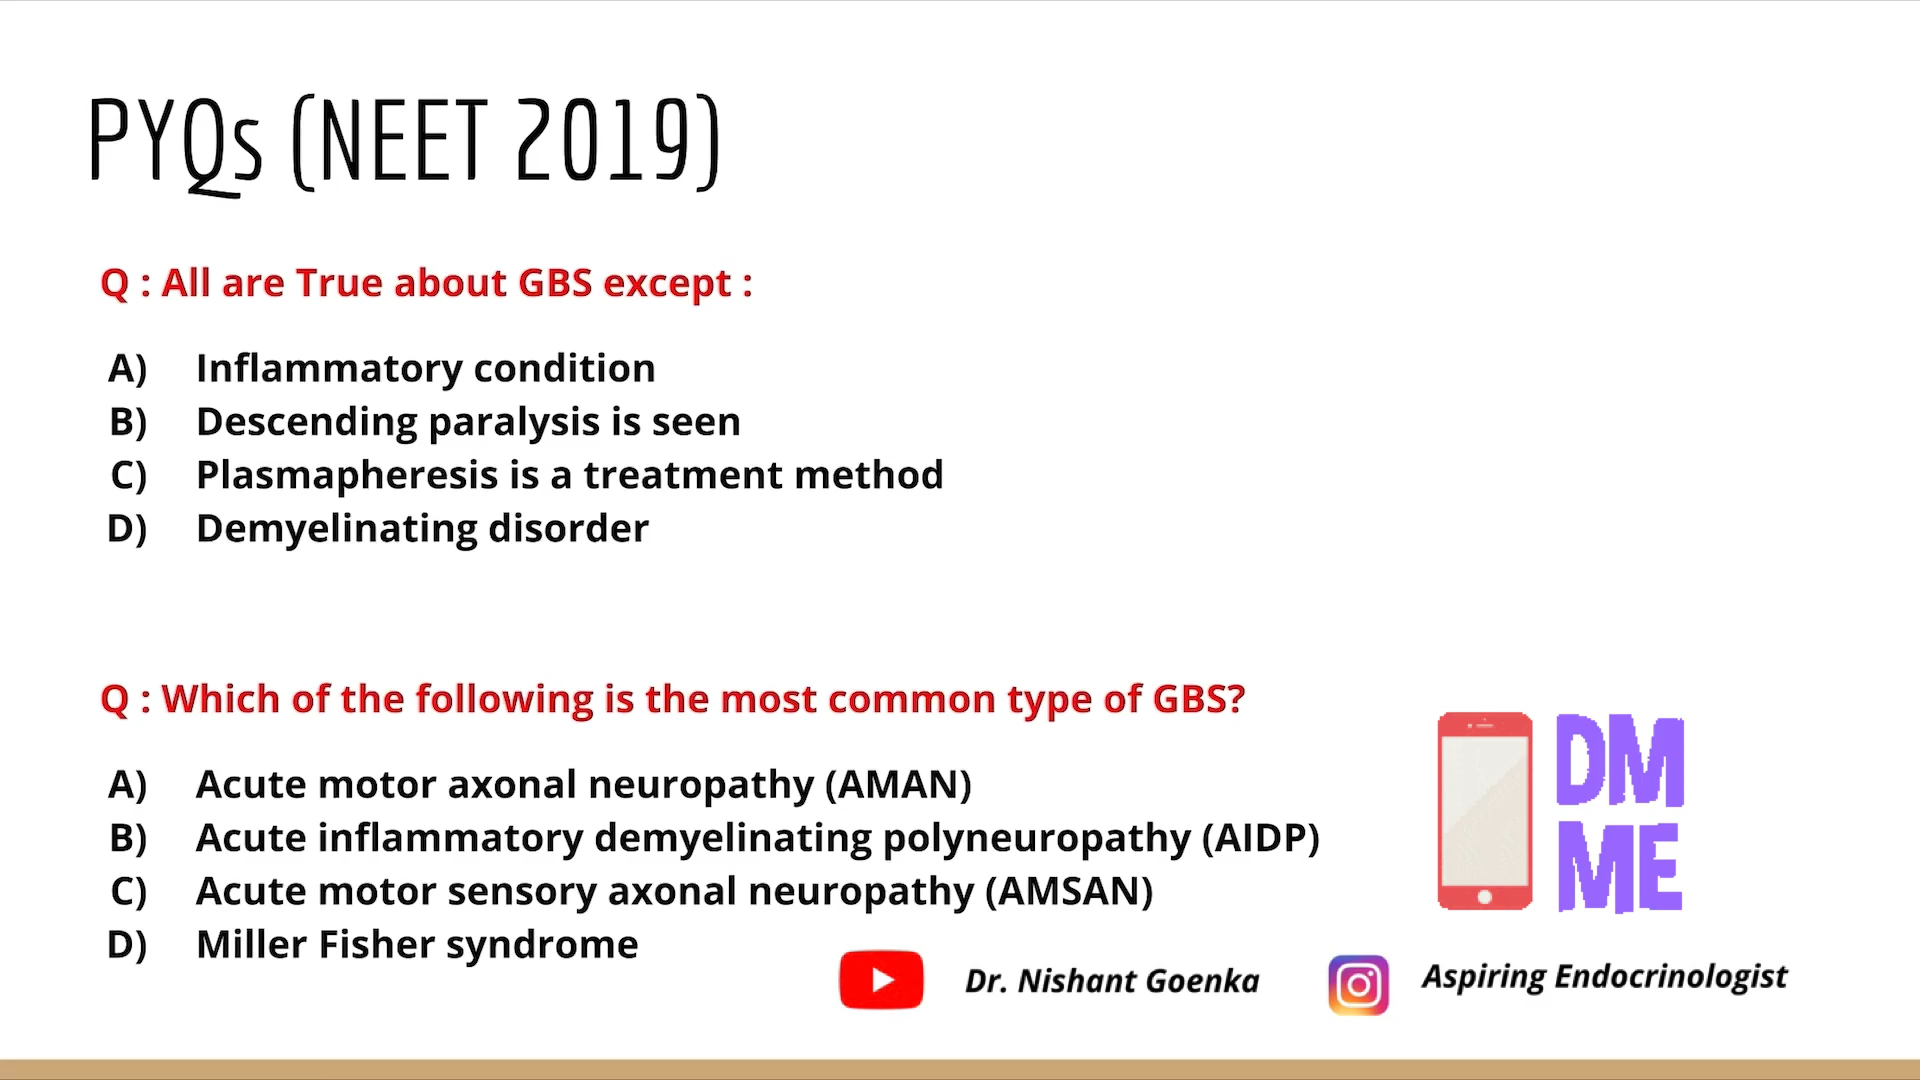 PYQs (NEET 2019)
Q : All are True about GBS except :
A) Inflammatory condition
B) Descending paralysis is seen
C) Plasmapheresis is a treatment method
D) Demyelinating disorder
Q : Which of the following is the most common type of GBS?
A) Acute motor axonal neuropathy (AMAN)
B) Acute inflammatory demyelinating polyneuropathy (AIDP)
C) Acute motor sensory axonal neuropathy (AMSAN)
D) Miller Fisher syndrome
DM
ME
Dr. Nishant Goenka
Aspiring Endocrinologist